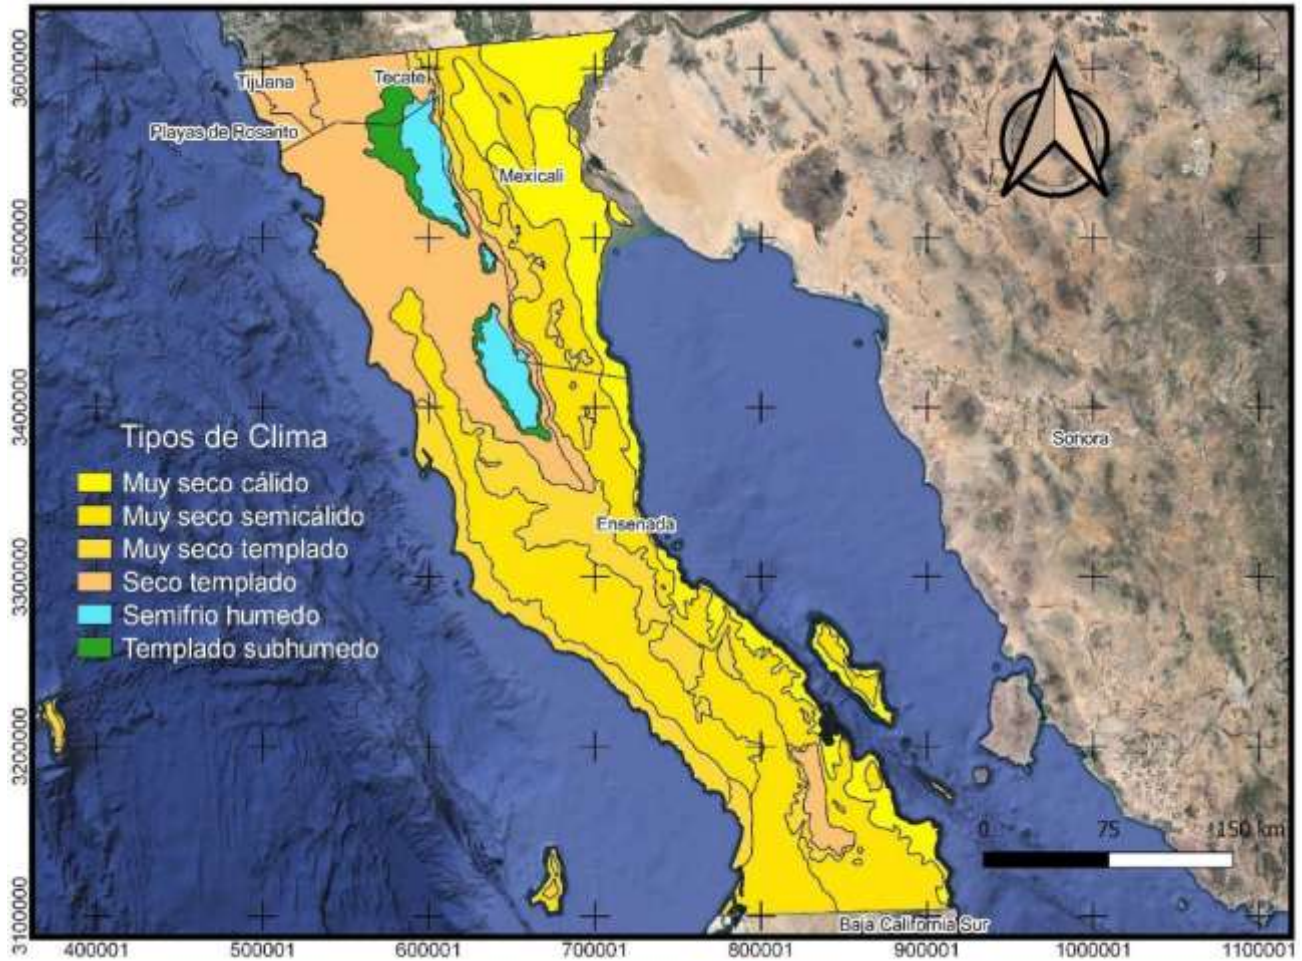 3600000
3500000
3400000
3300000
3200000
3100000
Tijuana
Tecate
Playas de Rosarito
Mexicali
Sonora
Ensenada
Tipos de Clima
Muy seco cálido
Muy seco semicálido
Muy seco templado
Seco templado
Semifrio humedo
Templado subhumedo
0 75 150 km
Baja California Sur
400001 500001 600001 700001 800001 900001 1000001 1100001